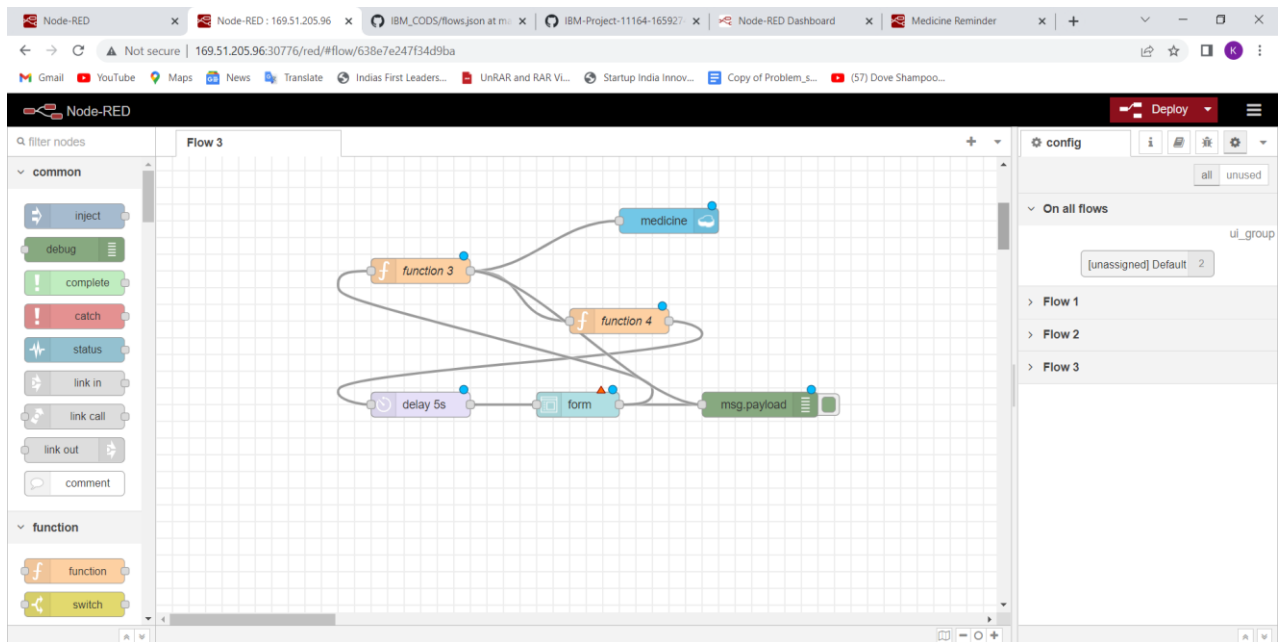 Node-RED
Node-RED : 169.51.205.96
IBM_CODS/flows.json at ma
IBM-Project-11164-165927
Node-RED Dashboard
Medicine Reminder
Not secure | 169.51.205.96:30776/red/#flow/638e7e247f34d9ba
K
Gmail YouTube Maps News Translate Indias First Leaders... UnRAR and RAR Vi... Startup India Innov... Copy of Problem_s... (57) Dove Shampoo...
Node-RED
Deploy
filter nodes
common
inject
debug
complete
catch
status
link in
link call
link out
comment
function
function
switch
Flow 3
medicine
function 3
function 4
delay 5s
form
msg.payload
config
all unused
On all flows
ui_group
[unassigned] Default 2
Flow 1
Flow 2
Flow 3